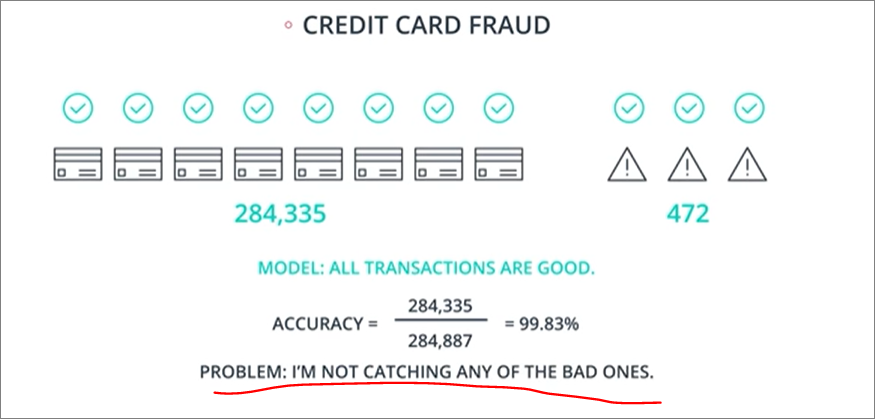 CREDIT CARD FRAUD
284,335
472
MODEL: ALL TRANSACTIONS ARE GOOD.
ACCURACY = 284,335 / 284,887 = 99.83%
PROBLEM: I'M NOT CATCHING ANY OF THE BAD ONES.